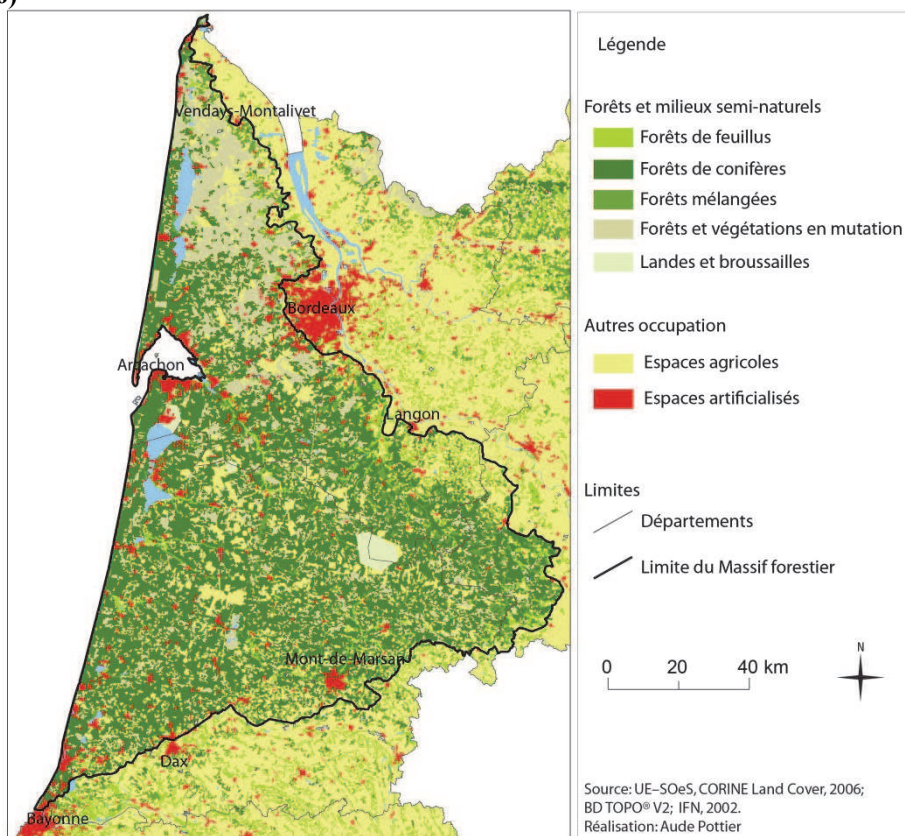 Vendays-Montalivet
Bordeaux
Arcachon
Langon
Mont-de-Marsan
Dax
Bayonne
Légende
Forêts et milieux semi-naturels
Forêts de feuillus
Forêts de conifères
Forêts mélangées
Forêts et végétations en mutation
Landes et broussailles
Autres occupation
Espaces agricoles
Espaces artificialisés
Limites
Départements
Limite du Massif forestier
0 20 40 km
N
Source: UE–SOeS, CORINE Land Cover, 2006;
BD TOPO® V2; IFN, 2002.
Réalisation: Aude Pottier